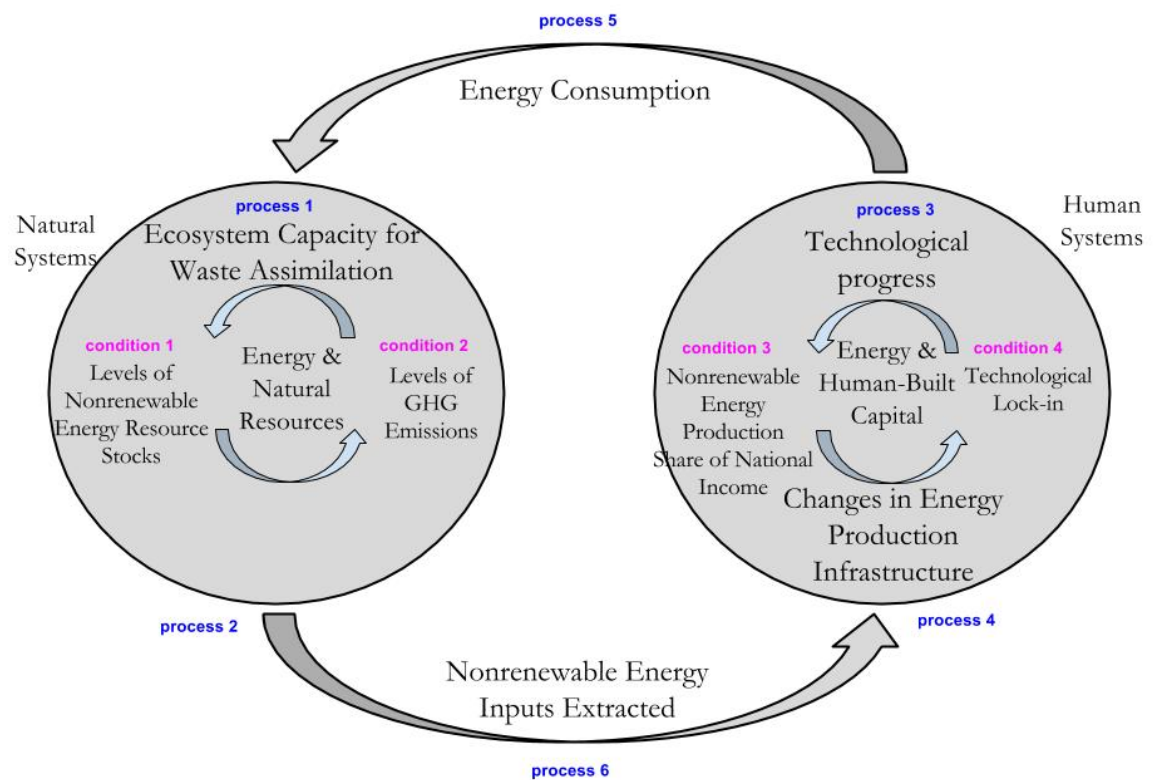 process 5
Energy Consumption
Natural
Systems
process 1
Ecosystem Capacity for
Waste Assimilation
condition 1
Levels of
Nonrenewable
Energy Resource
Stocks
Energy &
Natural
Resources
condition 2
Levels of
GHG
Emissions
Human
Systems
process 3
Technological
progress
condition 3
Nonrenewable
Energy
Production
Share of National
Income
Energy &
Human-Built
Capital
condition 4
Technological
Lock-in
Changes in Energy
Production
Infrastructure
process 2
process 4
Nonrenewable Energy
Inputs Extracted
process 6